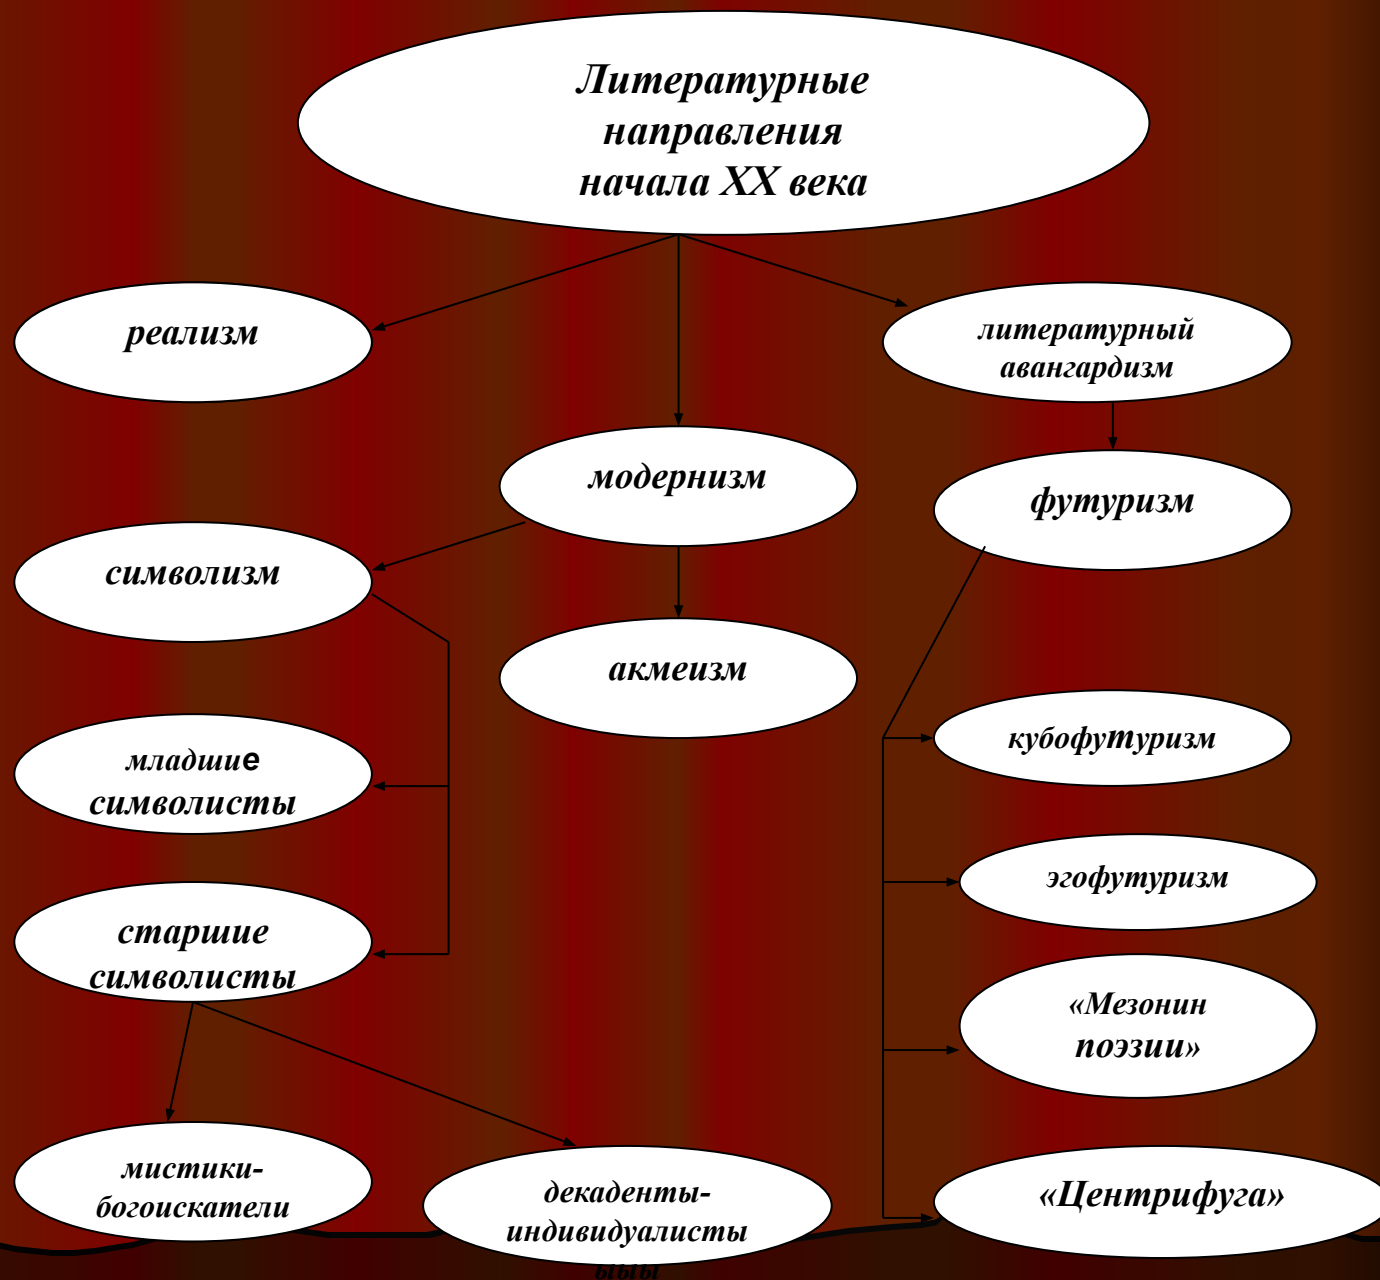 Литературные
направления
начала XX века
реализм
литературный
авангардизм
модернизм
футуризм
символизм
акмеизм
младшие
символисты
кубофутуризм
эгофутуризм
старшие
символисты
«Мезонин
поэзии»
мистики-
богоискатели
декаденты-
индивидуалисты
«Центрифуга»